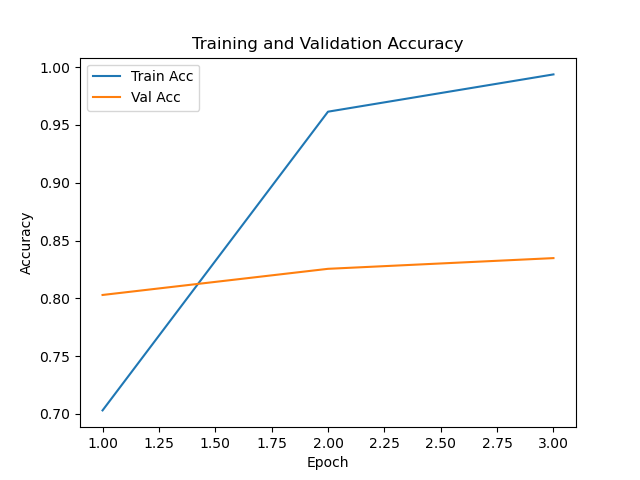 Training and Validation Accuracy
Train Acc
Val Acc
1.00
0.95
0.90
0.85
0.80
0.75
0.70
Accuracy
1.00 1.25 1.50 1.75 2.00 2.25 2.50 2.75 3.00
Epoch